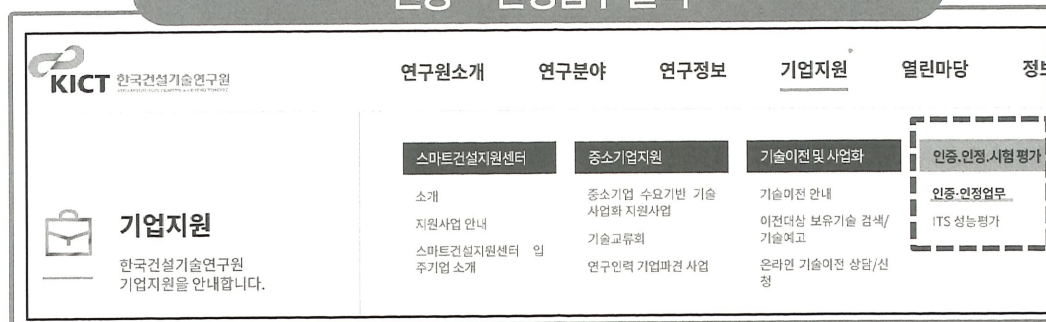 KICT 한국건설기술연구원
연구원소개 연구분야 연구정보 기업지원 열린마당
기업지원
한국건설기술연구원
기업지원을 안내합니다.
스마트건설지원센터
소개
지원사업 안내
스마트건설지원센터 입
주기업 소개
중소기업지원
중소기업 수요기반 기술
사업화 지원사업
기술교류회
연구인력 기업파견 사업
기술이전 및 사업화
기술이전 안내
이전대상 보유기술 검색/
기술예고
온라인 기술이전 상담/신
청
인증.인정.시험 평가
인증·인정업무
ITS 성능평가